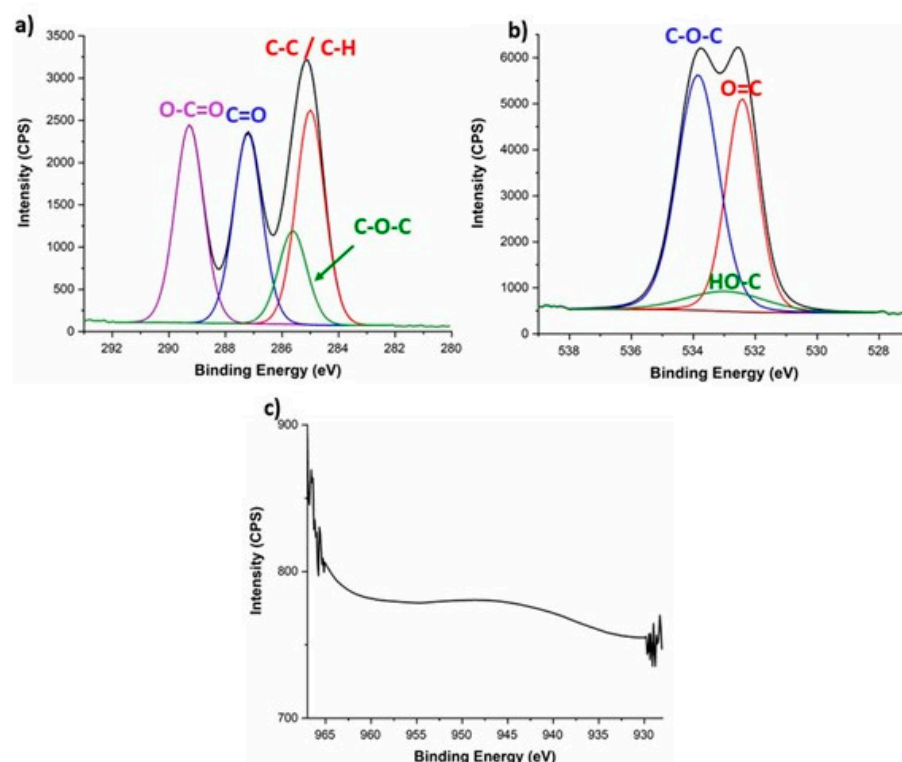 a)
3500
3000
2500
2000
1500
1000
500
0
Intensity (CPS)
O-C=O
C=O
C-C / C-H
C-O-C
292 290 288 286 284 282 280
Binding Energy (eV)
b)
6000
5000
4000
3000
2000
1000
0
Intensity (CPS)
C-O-C
O=C
HO-C
538 536 534 532 530 528
Binding Energy (eV)
c)
900
800
700
Intensity (CPS)
965 960 955 950 945 940 935 930
Binding Energy (eV)